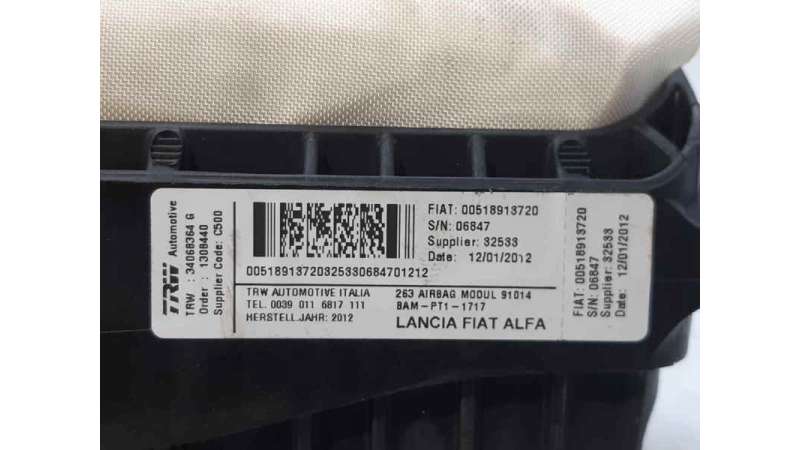 TRW Automotive
TRW : 34068364 G
Order : 1308440
Supplier Code: C500
FIAT: 00518913720
S/N: 06847
Supplier: 32533
Date: 12/01/2012
00518913720325330684701212
TRW AUTOMOTIVE ITALIA
TEL. 0039 011 6817 111
HERSTELL.JAHR: 2012
263 AIRBAG MODUL 91014
BAM-PT1-1717
LANCIA FIAT ALFA
FIAT: 00518913720
S/N: 06847
Supplier: 32533
Date: 12/01/2012